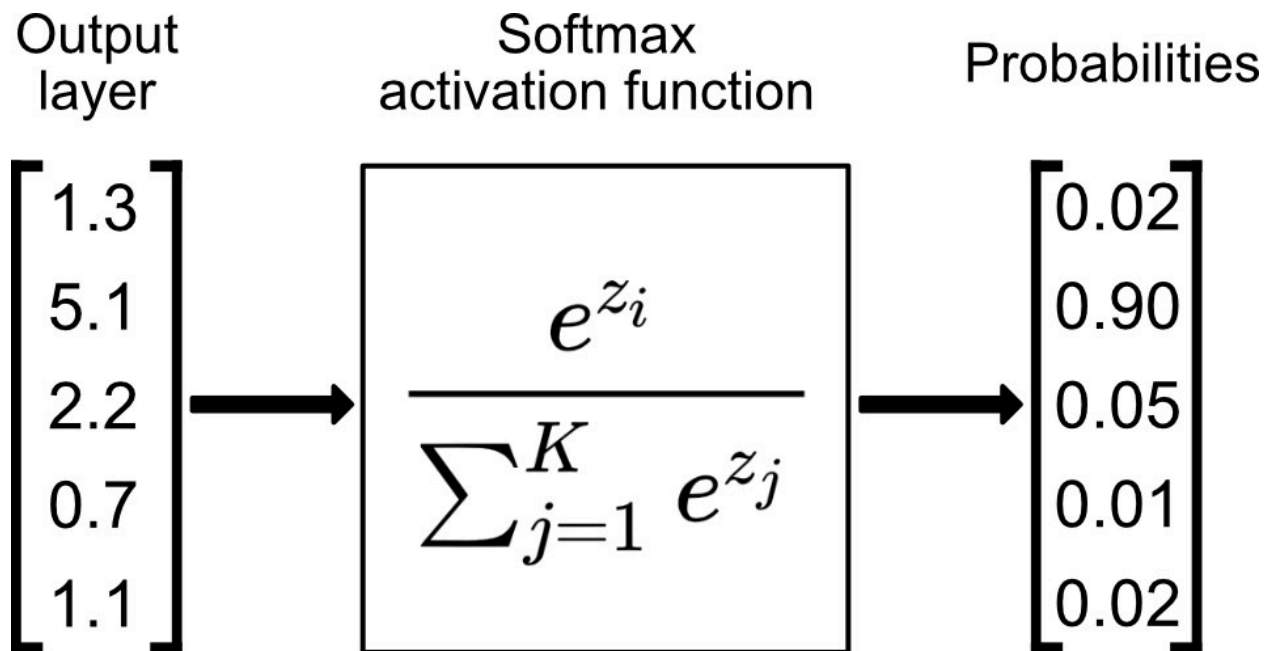 Output
layer
Softmax
activation function
Probabilities
1.3
5.1
2.2
0.7
1.1
e^{z_i}
∑_{j=1}^{K} e^{z_j}
0.02
0.90
0.05
0.01
0.02